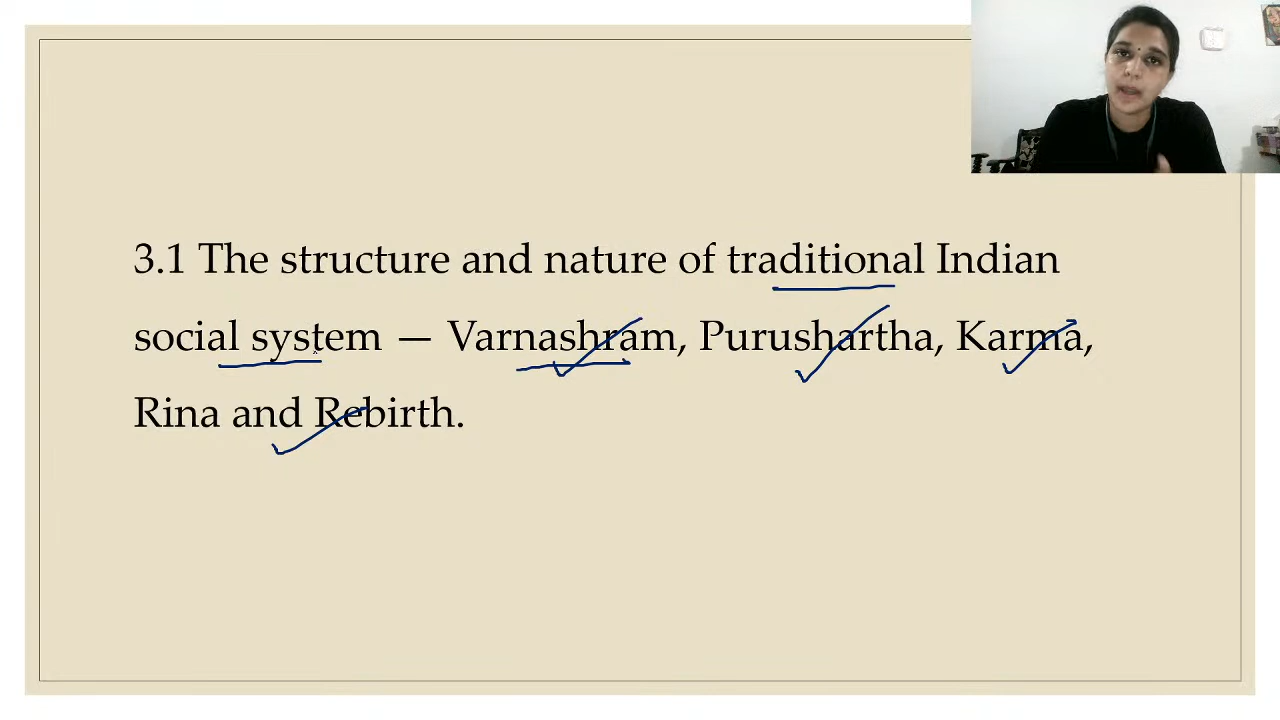 3.1 The structure and nature of traditional Indian
social system — Varnashram, Purushartha, Karma,
Rina and Rebirth.